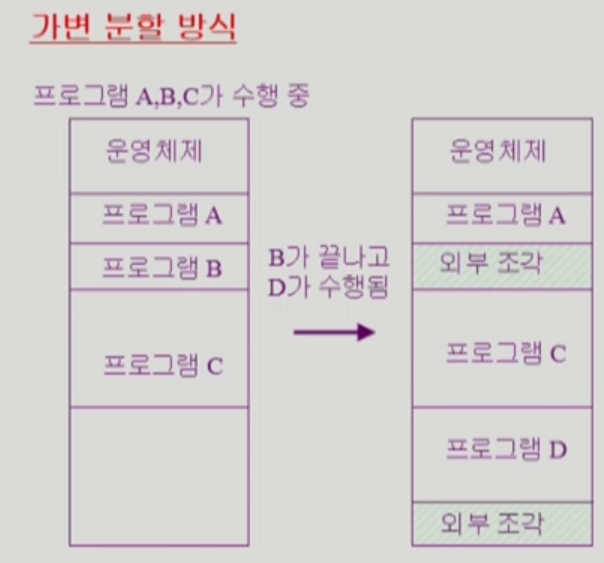 가변 분할 방식
프로그램 A,B,C가 수행 중
운영체제
프로그램 A
프로그램 B
프로그램 C
B가 끝나고
D가 수행됨
운영체제
프로그램 A
외부 조각
프로그램 C
프로그램 D
외부 조각